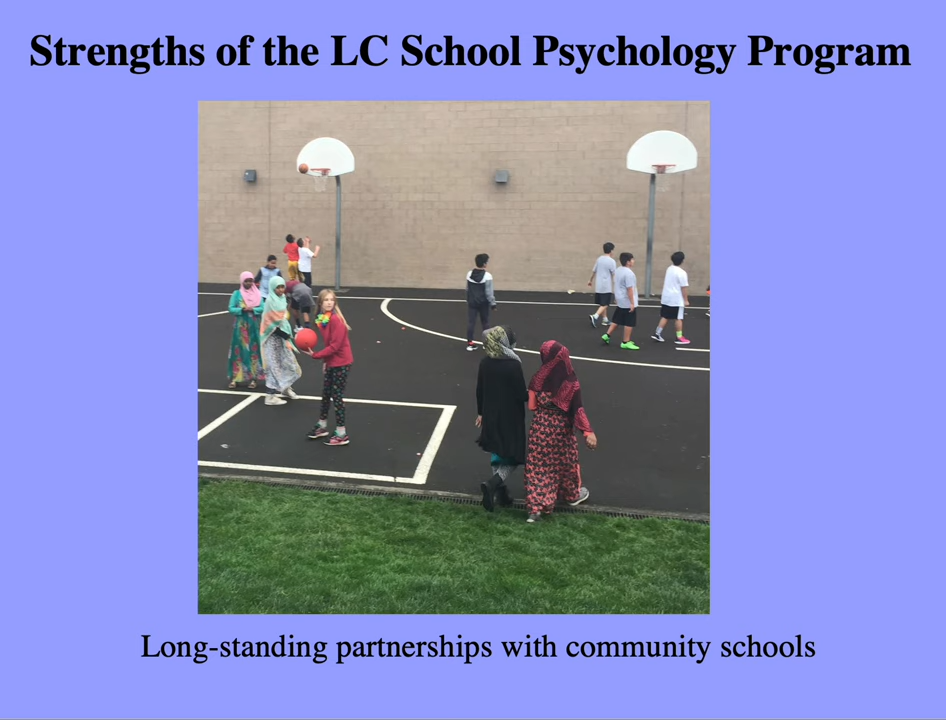 Strengths of the LC School Psychology Program
Long-standing partnerships with community schools